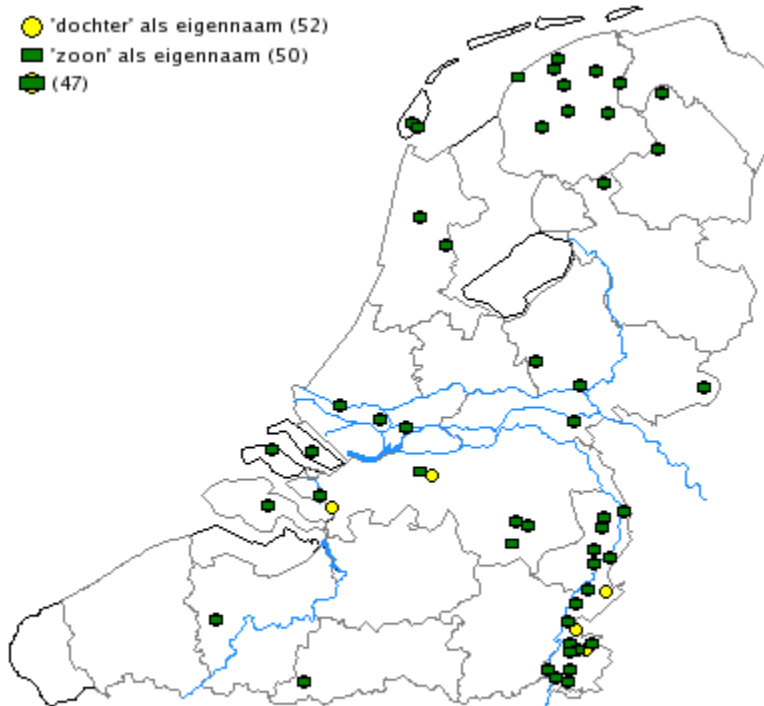 'dochter' als eigennaam (52)
'zoon' als eigennaam (50)
(47)